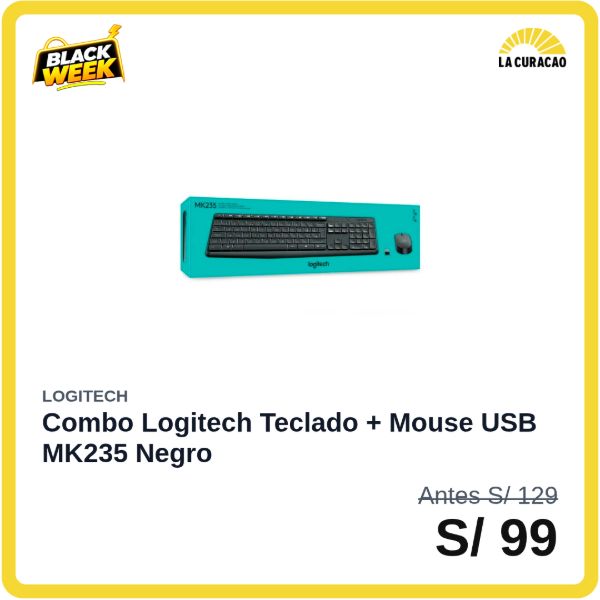 BLACK
WEEK
LA CURACAO
MK235
logitech
LOGITECH
Combo Logitech Teclado + Mouse USB
MK235 Negro
Antes S/ 129
S/ 99